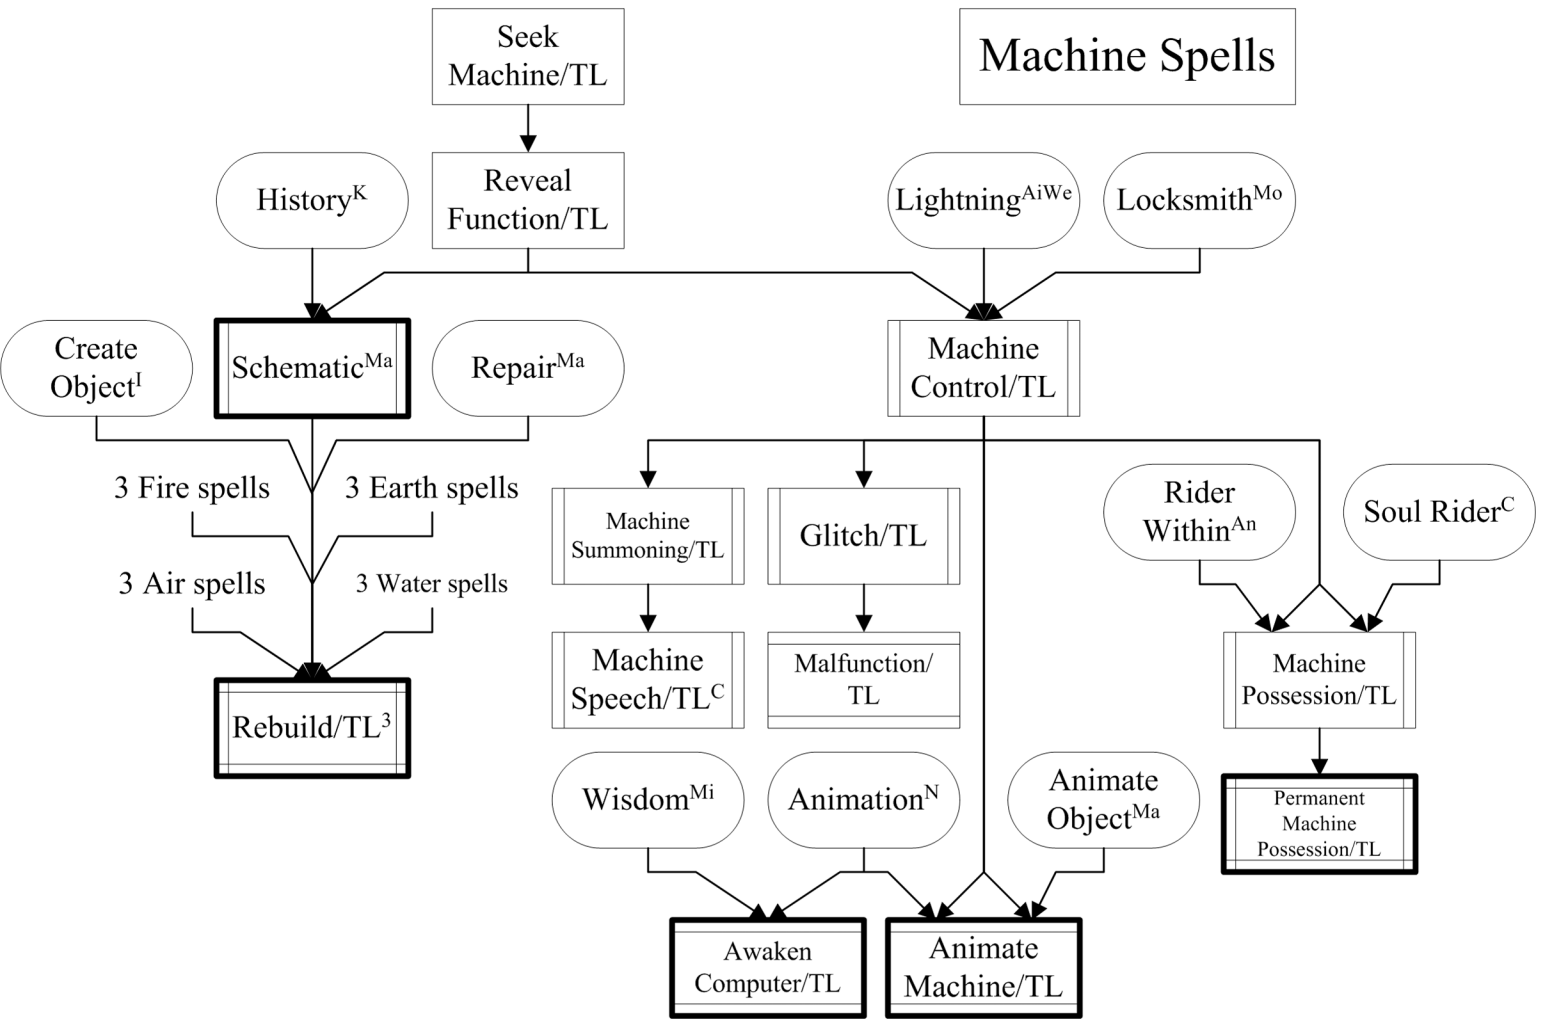 Seek
Machine/TL
Machine Spells
History^K
Reveal
Function/TL
Lightning^AiWe
Locksmith^Mo
Create
Object^I
Schematic^Ma
Repair^Ma
Machine
Control/TL
3 Fire spells
3 Earth spells
Machine
Summoning/TL
Glitch/TL
Rider
Within^An
Soul Rider^C
3 Air spells
3 Water spells
Machine
Speech/TL^C
Malfunction/
TL
Machine
Possession/TL
Rebuild/TL^3
Wisdom^Mi
Animation^N
Animate
Object^Ma
Permanent
Machine
Possession/TL
Awaken
Computer/TL
Animate
Machine/TL